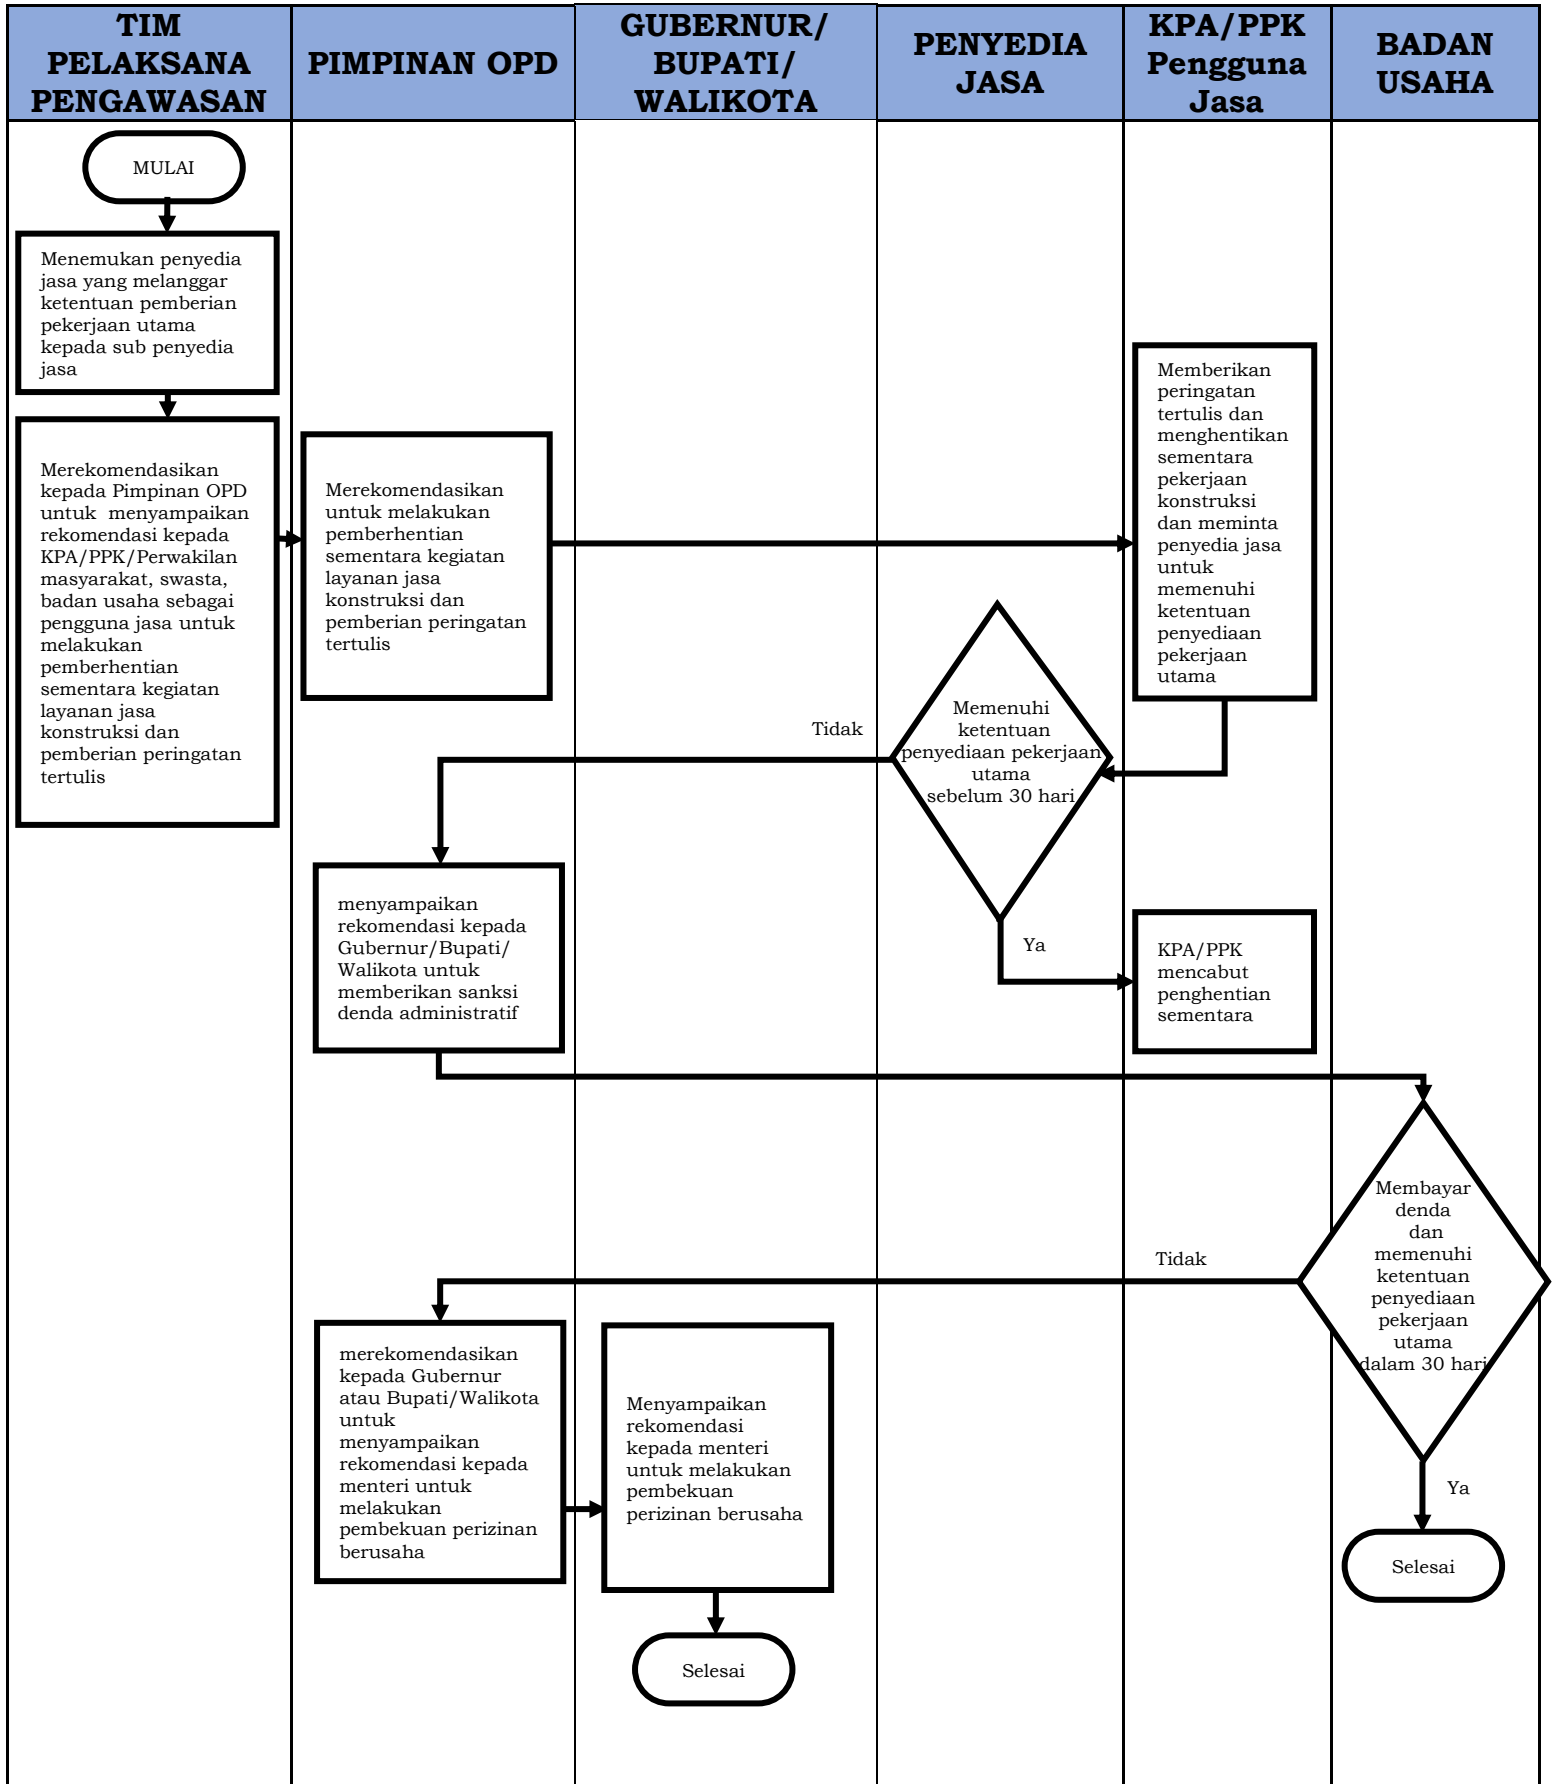 TIM
PELAKSANA
PENGAWASAN
PIMPINAN OPD
GUBERNUR/
BUPATI/
WALIKOTA
PENYEDIA
JASA
KPA/PPK
Pengguna
Jasa
BADAN
USAHA
MULAI
Menemukan penyedia
jasa yang melanggar
ketentuan pemberian
pekerjaan utama
kepada sub penyedia
jasa
Merekomendasikan
kepada Pimpinan OPD
untuk menyampaikan
rekomendasi kepada
KPA/PPK/Perwakilan
masyarakat, swasta,
badan usaha sebagai
pengguna jasa untuk
melakukan
pemberhentian
sementara kegiatan
layanan jasa
konstruksi dan
pemberian peringatan
tertulis
Merekomendasikan
untuk melakukan
pemberhentian
sementara kegiatan
layanan jasa
konstruksi dan
pemberian peringatan
tertulis
Memberikan
peringatan
tertulis dan
menghentikan
sementara
pekerjaan
konstruksi
dan meminta
penyedia jasa
untuk
memenuhi
ketentuan
penyediaan
pekerjaan
utama
Memenuhi
ketentuan
penyediaan pekerjaan
utama
sebelum 30 hari
Tidak
Ya
menyampaikan
rekomendasi kepada
Gubernur/Bupati/
Walikota untuk
memberikan sanksi
denda administratif
KPA/PPK
mencabut
penghentian
sementara
Membayar
denda
dan
memenuhi
ketentuan
penyediaan
pekerjaan
utama
dalam 30 hari
Tidak
Ya
merekomendasikan
kepada Gubernur
atau Bupati/Walikota
untuk
menyampaikan
rekomendasi kepada
menteri untuk
melakukan
pembekuan perizinan
berusaha
Menyampaikan
rekomendasi
kepada menteri
untuk melakukan
pembekuan
perizinan berusaha
Selesai
Selesai